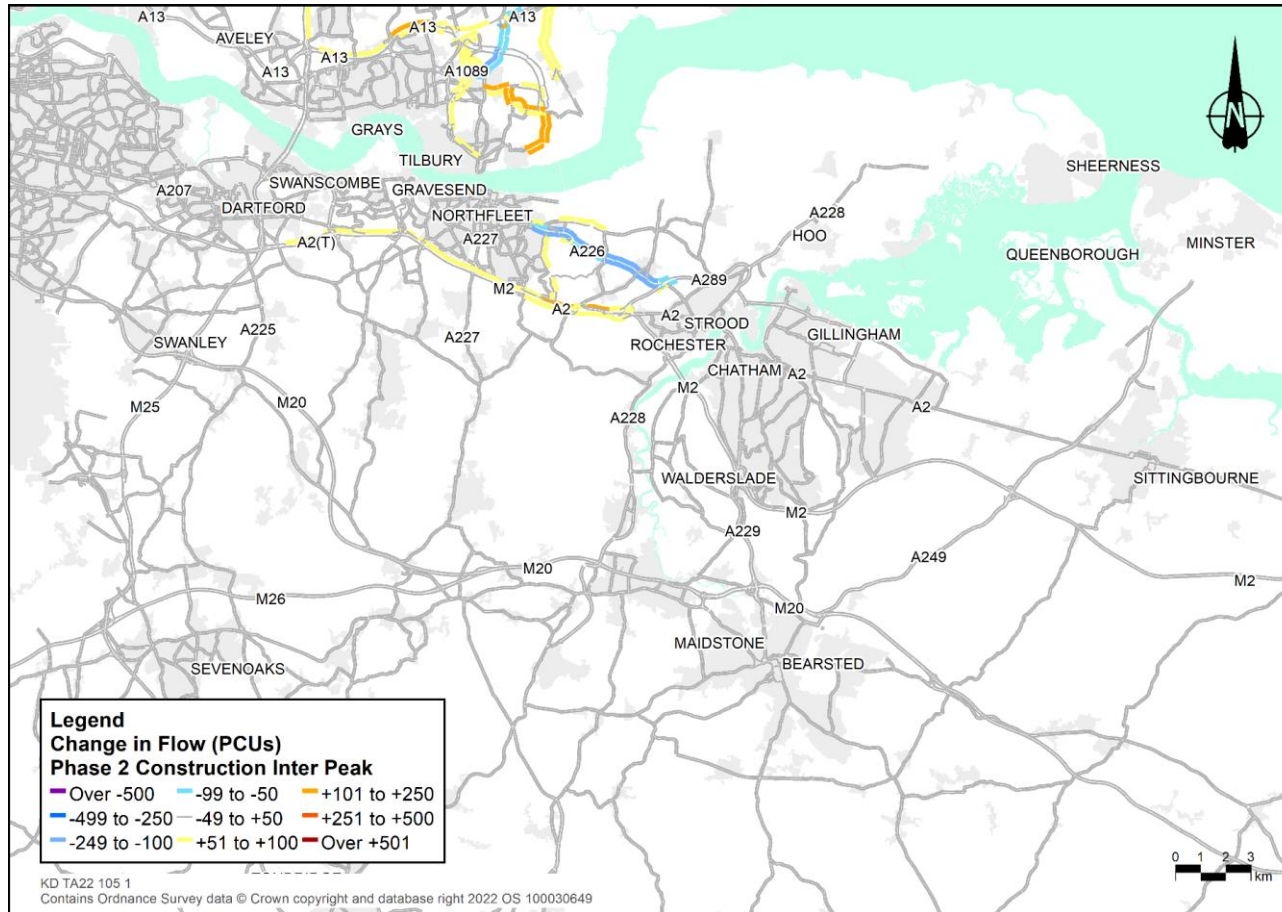 A13
A13
A13
AVELEY
A13
A13
A1089
GRAYS
TILBURY
N
SHEERNESS
SWANSCOMBE
A207
GRAVESEND
DARTFORD
NORTHFLEET
A228
HOO
A2(T)
A227
A226
QUEENBOROUGH
MINSTER
A289
M2
A2
A2
STROOD
A225
A227
GILLINGHAM
SWANLEY
ROCHESTER
CHATHAM
A2
M2
M25
M20
A228
A2
WALDERSLADE
SITTINGBOURNE
M2
A229
A249
M20
M2
M26
M20
MAIDSTONE
BEARSTED
SEVENOAKS
Legend
Change in Flow (PCUs)
Phase 2 Construction Inter Peak
Over -500 -99 to -50 +101 to +250
-499 to -250 -49 to +50 +251 to +500
-249 to -100 +51 to +100 Over +501
0 1 2 3
km
KD TA22 105 1
Contains Ordnance Survey data © Crown copyright and database right 2022 OS 100030649